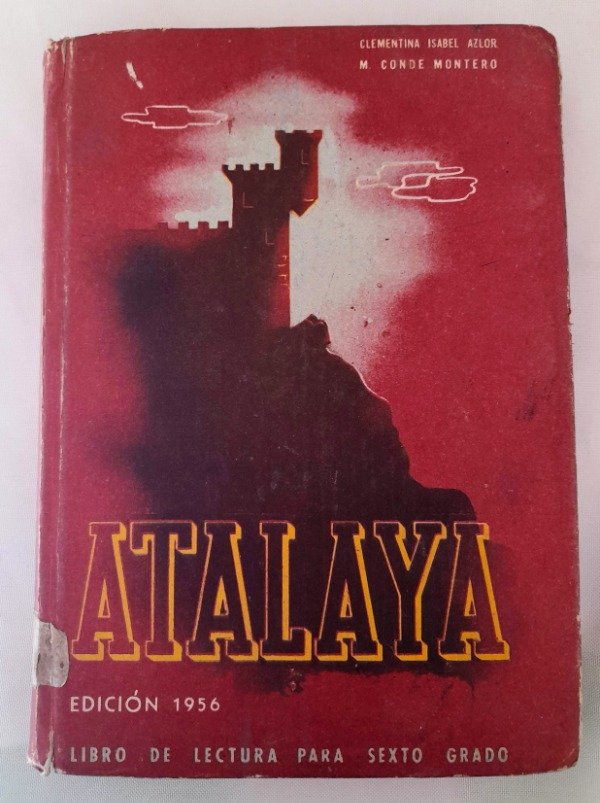 CLEMENTINA ISABEL AZLOR
M. CONDE MONTERO
ATALAYA
EDICIÓN 1956
LIBRO DE LECTURA PARA SEXTO GRADO